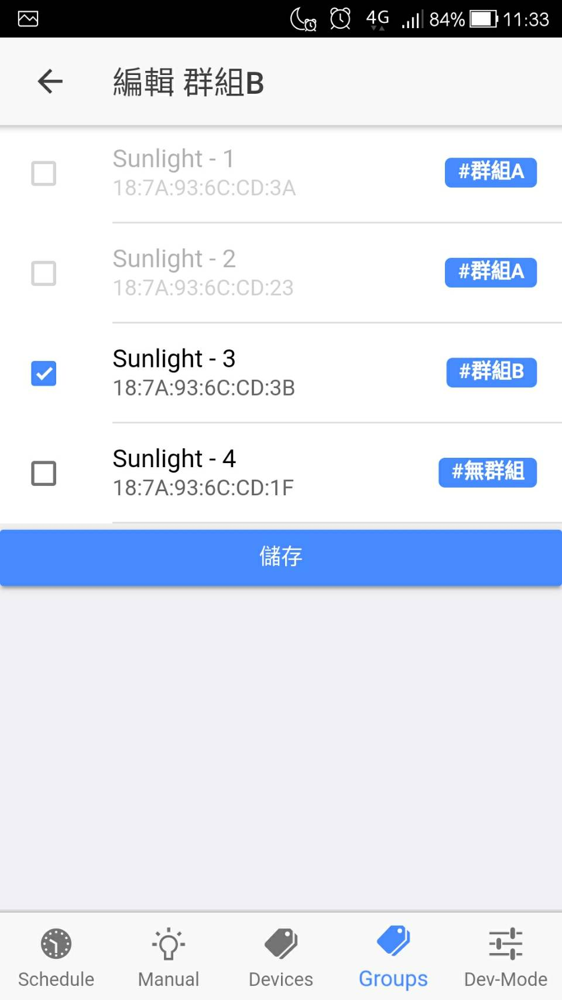 4G 84% 11:33
編輯 群組B
Sunlight - 1
18:7A:93:6C:CD:3A
#群組A
Sunlight - 2
18:7A:93:6C:CD:23
#群組A
Sunlight - 3
18:7A:93:6C:CD:3B
#群組B
Sunlight - 4
18:7A:93:6C:CD:1F
#無群組
儲存
Schedule Manual Devices Groups Dev-Mode